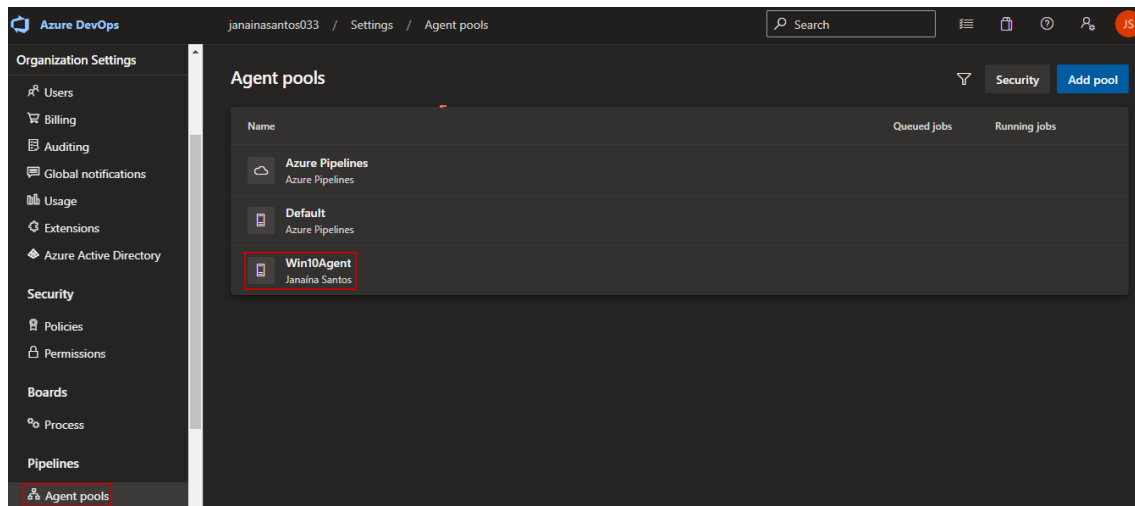 Azure DevOps
janainasantos033 / Settings / Agent pools
Search
JS
Organization Settings
Users
Billing
Auditing
Global notifications
Usage
Extensions
Azure Active Directory
Security
Policies
Permissions
Boards
Process
Pipelines
Agent pools
Agent pools
Security
Add pool
Name Queued jobs Running jobs
Azure Pipelines
Azure Pipelines
Default
Azure Pipelines
Win10Agent
Janaína Santos